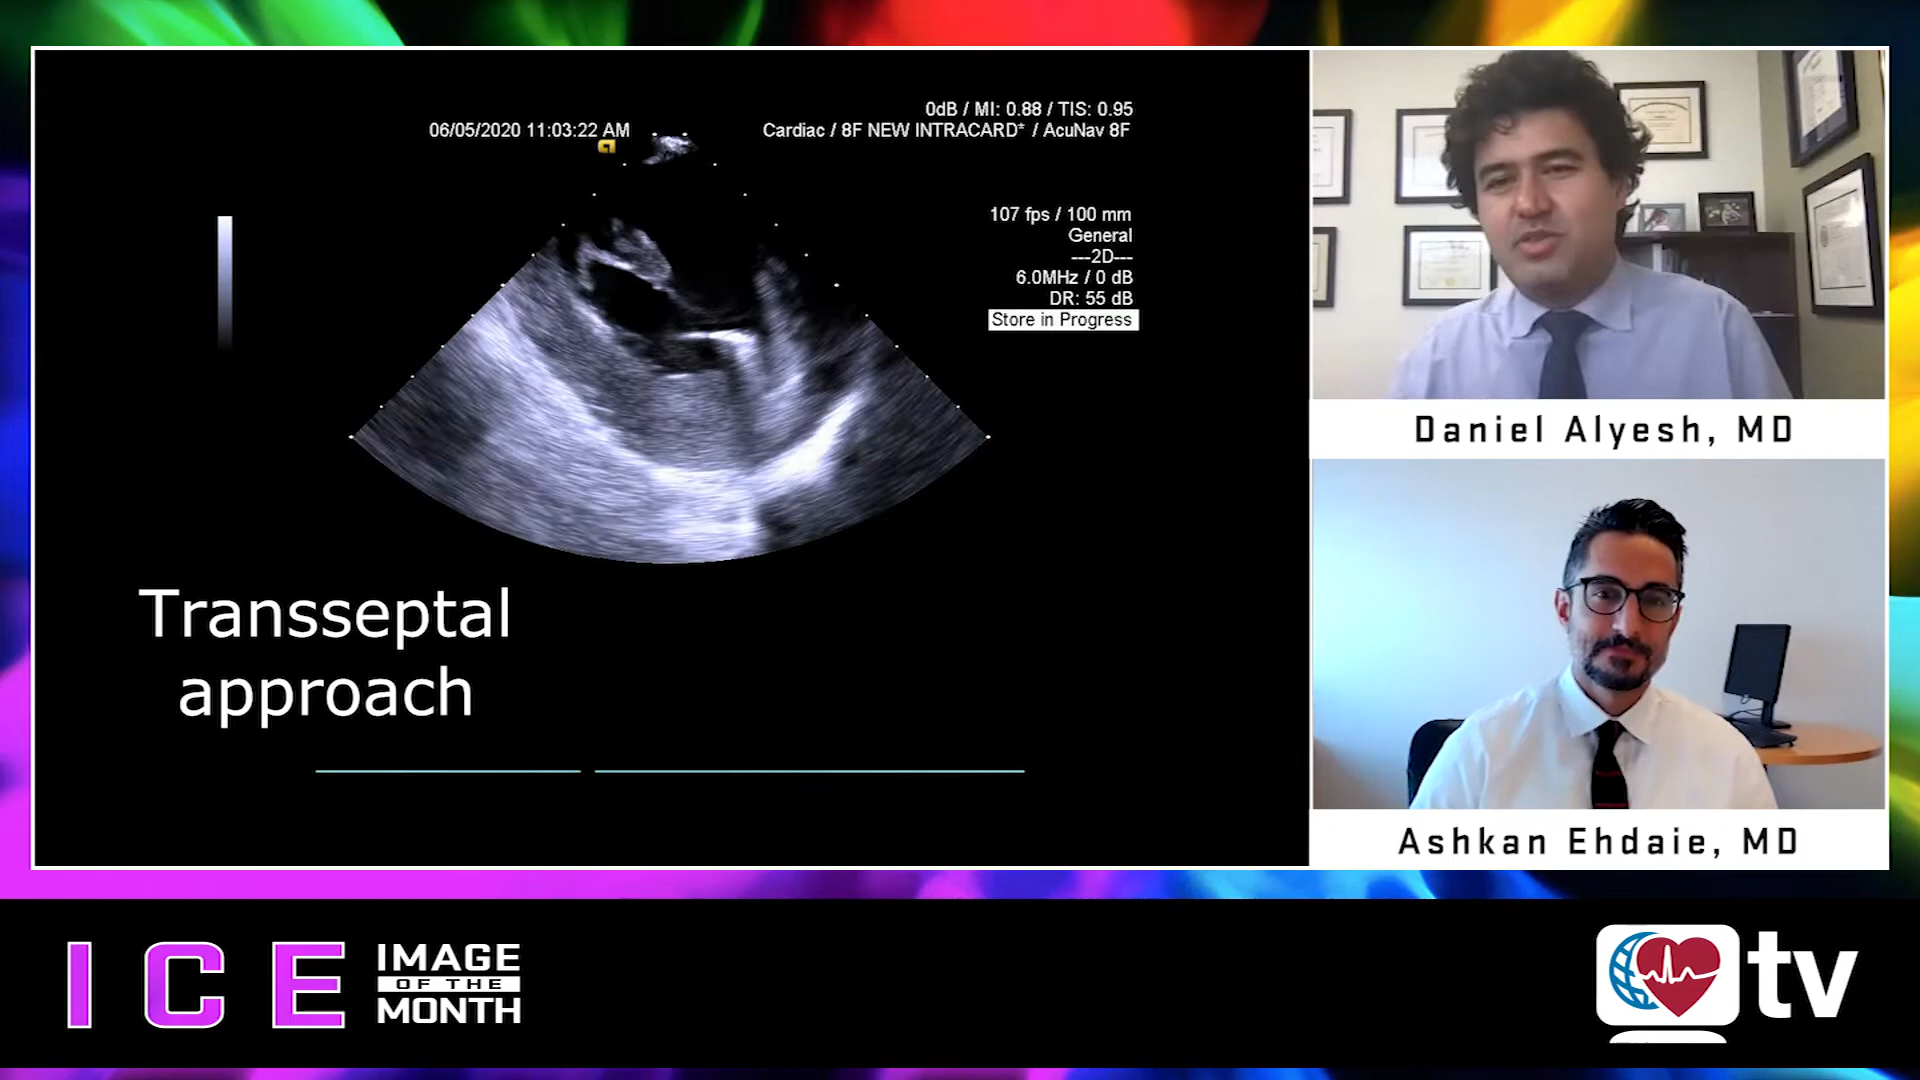 0dB / MI: 0.88 / TIS: 0.95
06/05/2020 11:03:22 AM
Cardiac / 8F NEW INTRACARD* / AcuNav 8F
107 fps / 100 mm
General
---2D---
6.0MHz / 0 dB
DR: 55 dB
Store in Progress
Transseptal
approach
Daniel Alyesh, MD
Ashkan Ehdaie, MD
ICE
IMAGE
OF THE
MONTH
tv